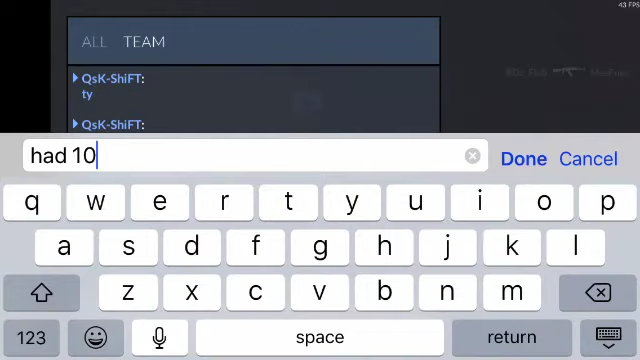 43 FPS
ALL TEAM
QsK-ShiFT:
ty
QsK-ShiFT:
had 10
Done Cancel
q w e r t y u i o p
a s d f g h j k l
z x c v b n m
123 space return